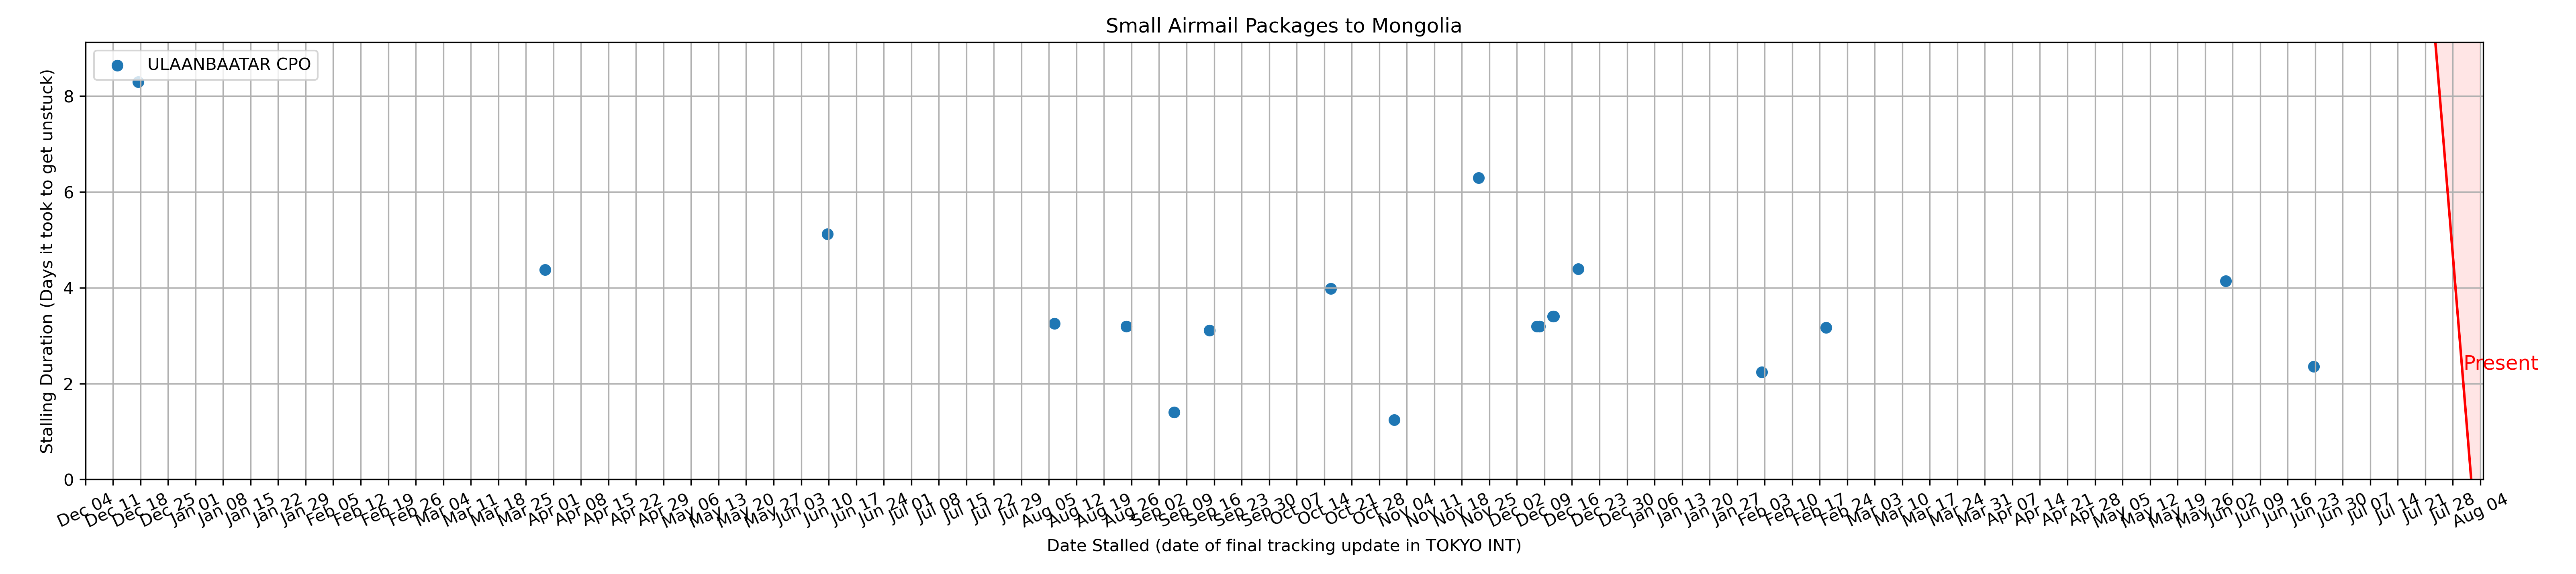 Small Airmail Packages to Mongolia
ULAANBAATAR CPO
Stalling Duration (Days it took to get unstuck)
8
6
4
2
0
Present
Dec 04 Dec 11 Dec 18 Dec 25 Jan 01 Jan 08 Jan 15 Jan 22 Jan 29 Feb 05 Feb 12 Feb 19 Feb 26 Mar 04 Mar 11 Mar 18 Mar 25 Apr 01 Apr 08 Apr 15 Apr 22 Apr 29 May 06 May 13 May 20 May 27 Jun 03 Jun 10 Jun 17 Jun 24 Jul 01 Jul 08 Jul 15 Jul 22 Jul 29 Aug 05 Aug 12 Aug 19 Aug 26 Sep 02 Sep 09 Sep 16 Sep 23 Sep 30 Oct 07 Oct 14 Oct 21 Oct 28 Nov 04 Nov 11 Nov 18 Nov 25 Dec 02 Dec 09 Dec 16 Dec 23 Dec 30 Jan 06 Jan 13 Jan 20 Jan 27 Feb 03 Feb 10 Feb 17 Feb 24 Mar 03 Mar 10 Mar 17 Mar 24 Mar 31 Apr 07 Apr 14 Apr 21 Apr 28 May 05 May 12 May 19 May 26 Jun 02 Jun 09 Jun 16 Jun 23 Jun 30 Jul 07 Jul 14 Jul 21 Jul 28 Aug 04
Date Stalled (date of final tracking update in TOKYO INT)